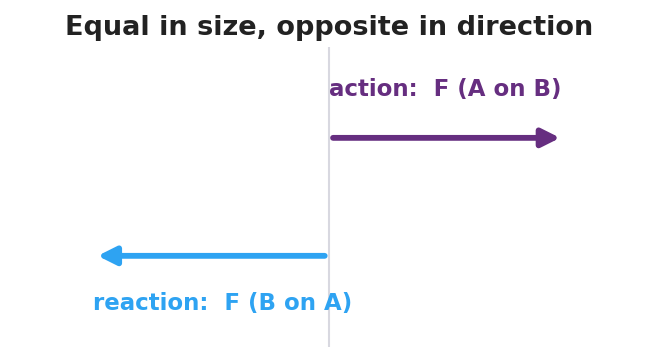 Equal in size, opposite in direction
action:  F (A on B)
reaction:  F (B on A)